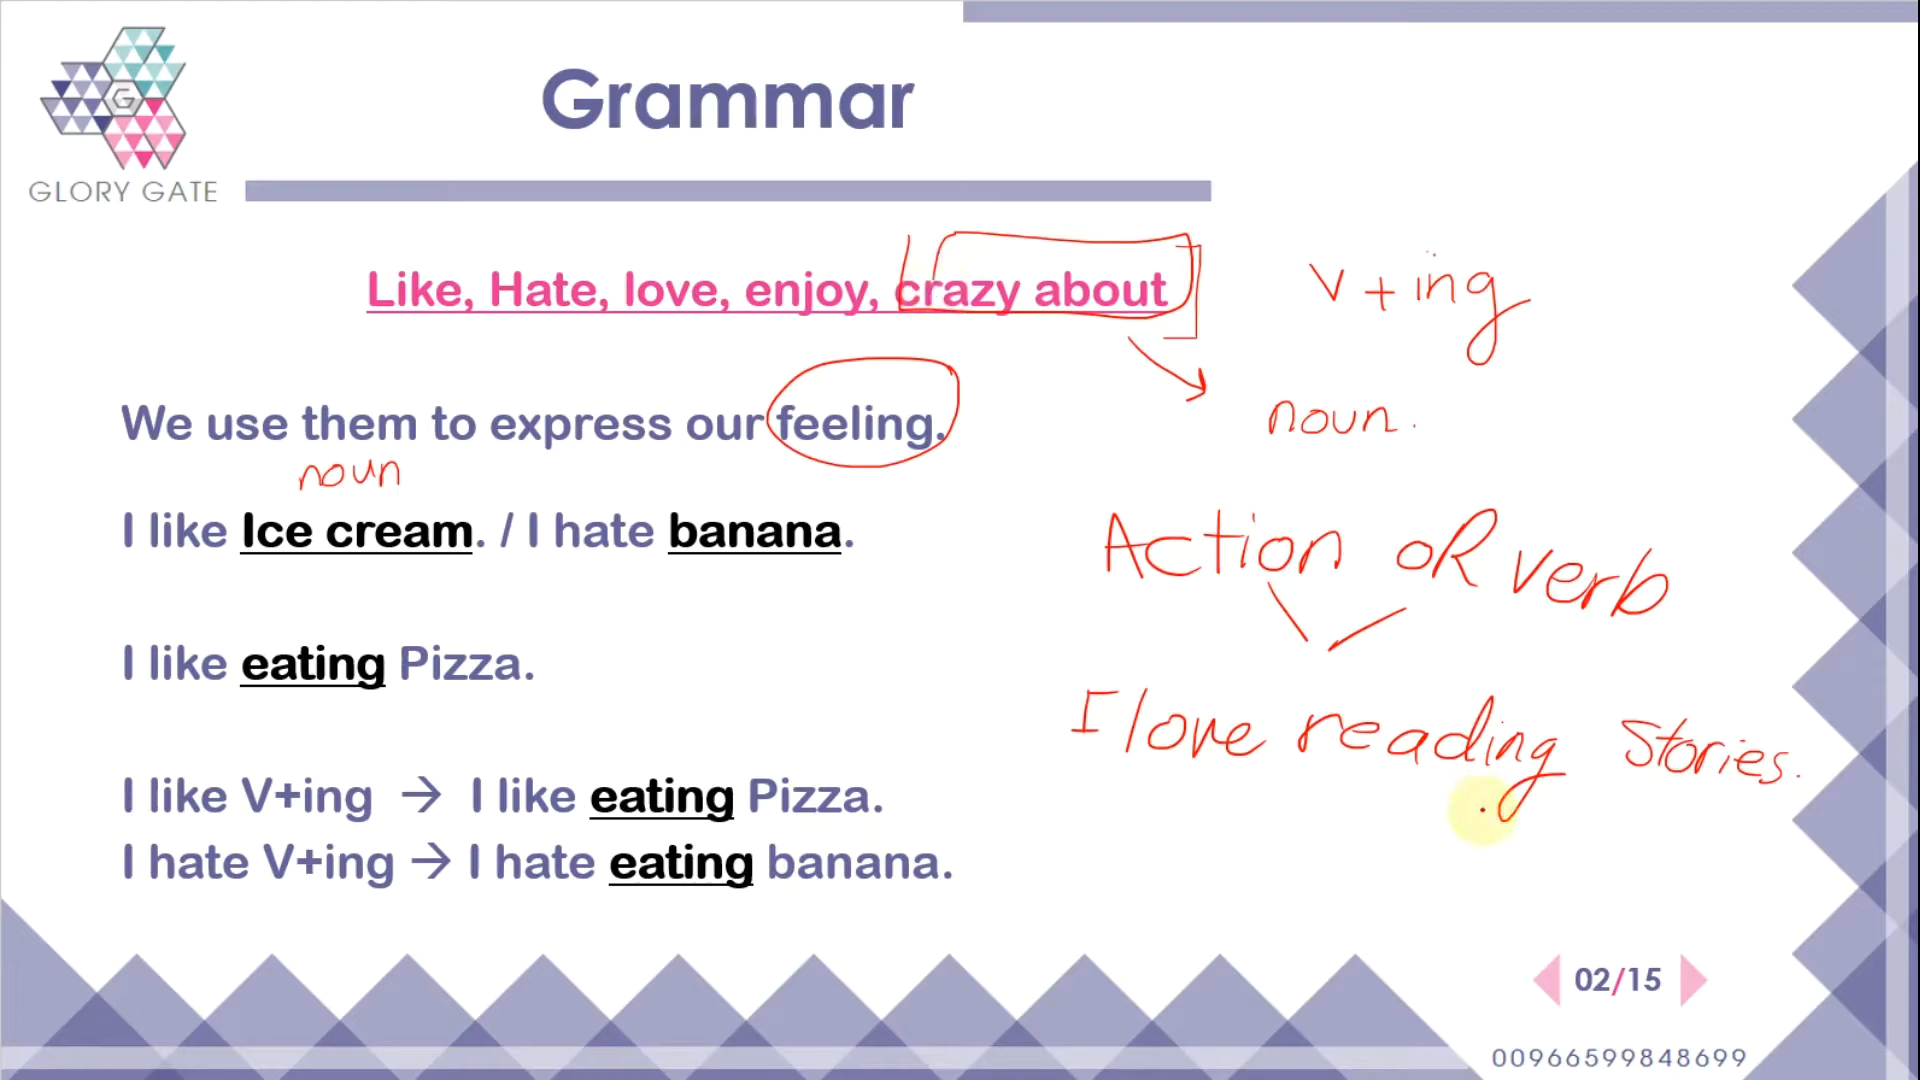 Grammar
G
GLORY GATE
Like, Hate, love, enjoy, crazy about
V+ing
noun.
We use them to express our feeling.
noun
I like Ice cream. / I hate banana.
Action oR verb
I like eating Pizza.
I love reading Stories.
I like V+ing → I like eating Pizza.
I hate V+ing → I hate eating banana.
02/15
00966599848699